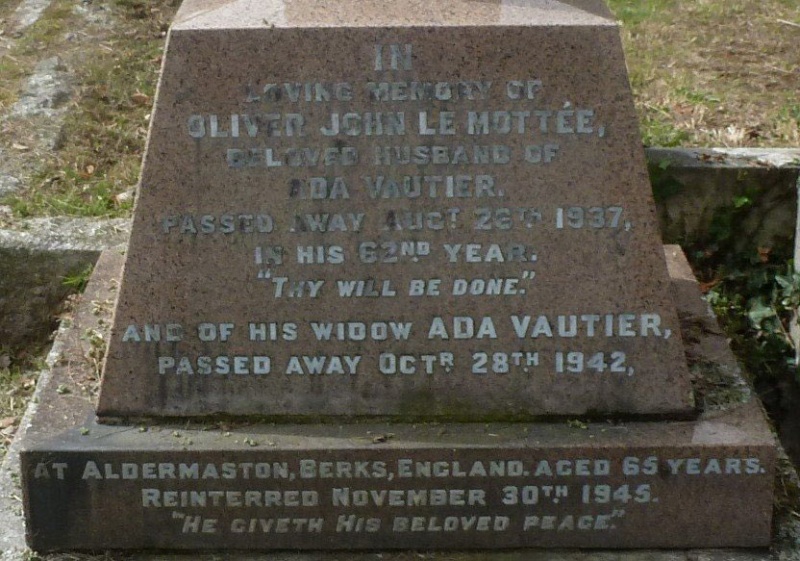 IN
LOVING MEMORY OF
OLIVER JOHN LE MOTTÉE,
BELOVED HUSBAND OF
ADA VAUTIER.
PASSED AWAY AUGT 26TH 1937,
IN HIS 62ND YEAR.
"THY WILL BE DONE."
AND OF HIS WIDOW ADA VAUTIER,
PASSED AWAY OCTR 28TH 1942,
AT ALDERMASTON, BERKS, ENGLAND. AGED 65 YEARS.
REINTERRED NOVEMBER 30TH 1945.
"HE GIVETH HIS BELOVED PEACE."